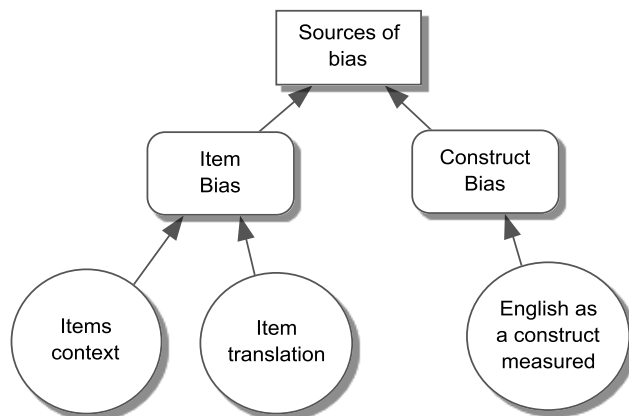 Sources of
bias
Item
Bias
Construct
Bias
Items
context
Item
translation
English as
a construct
measured